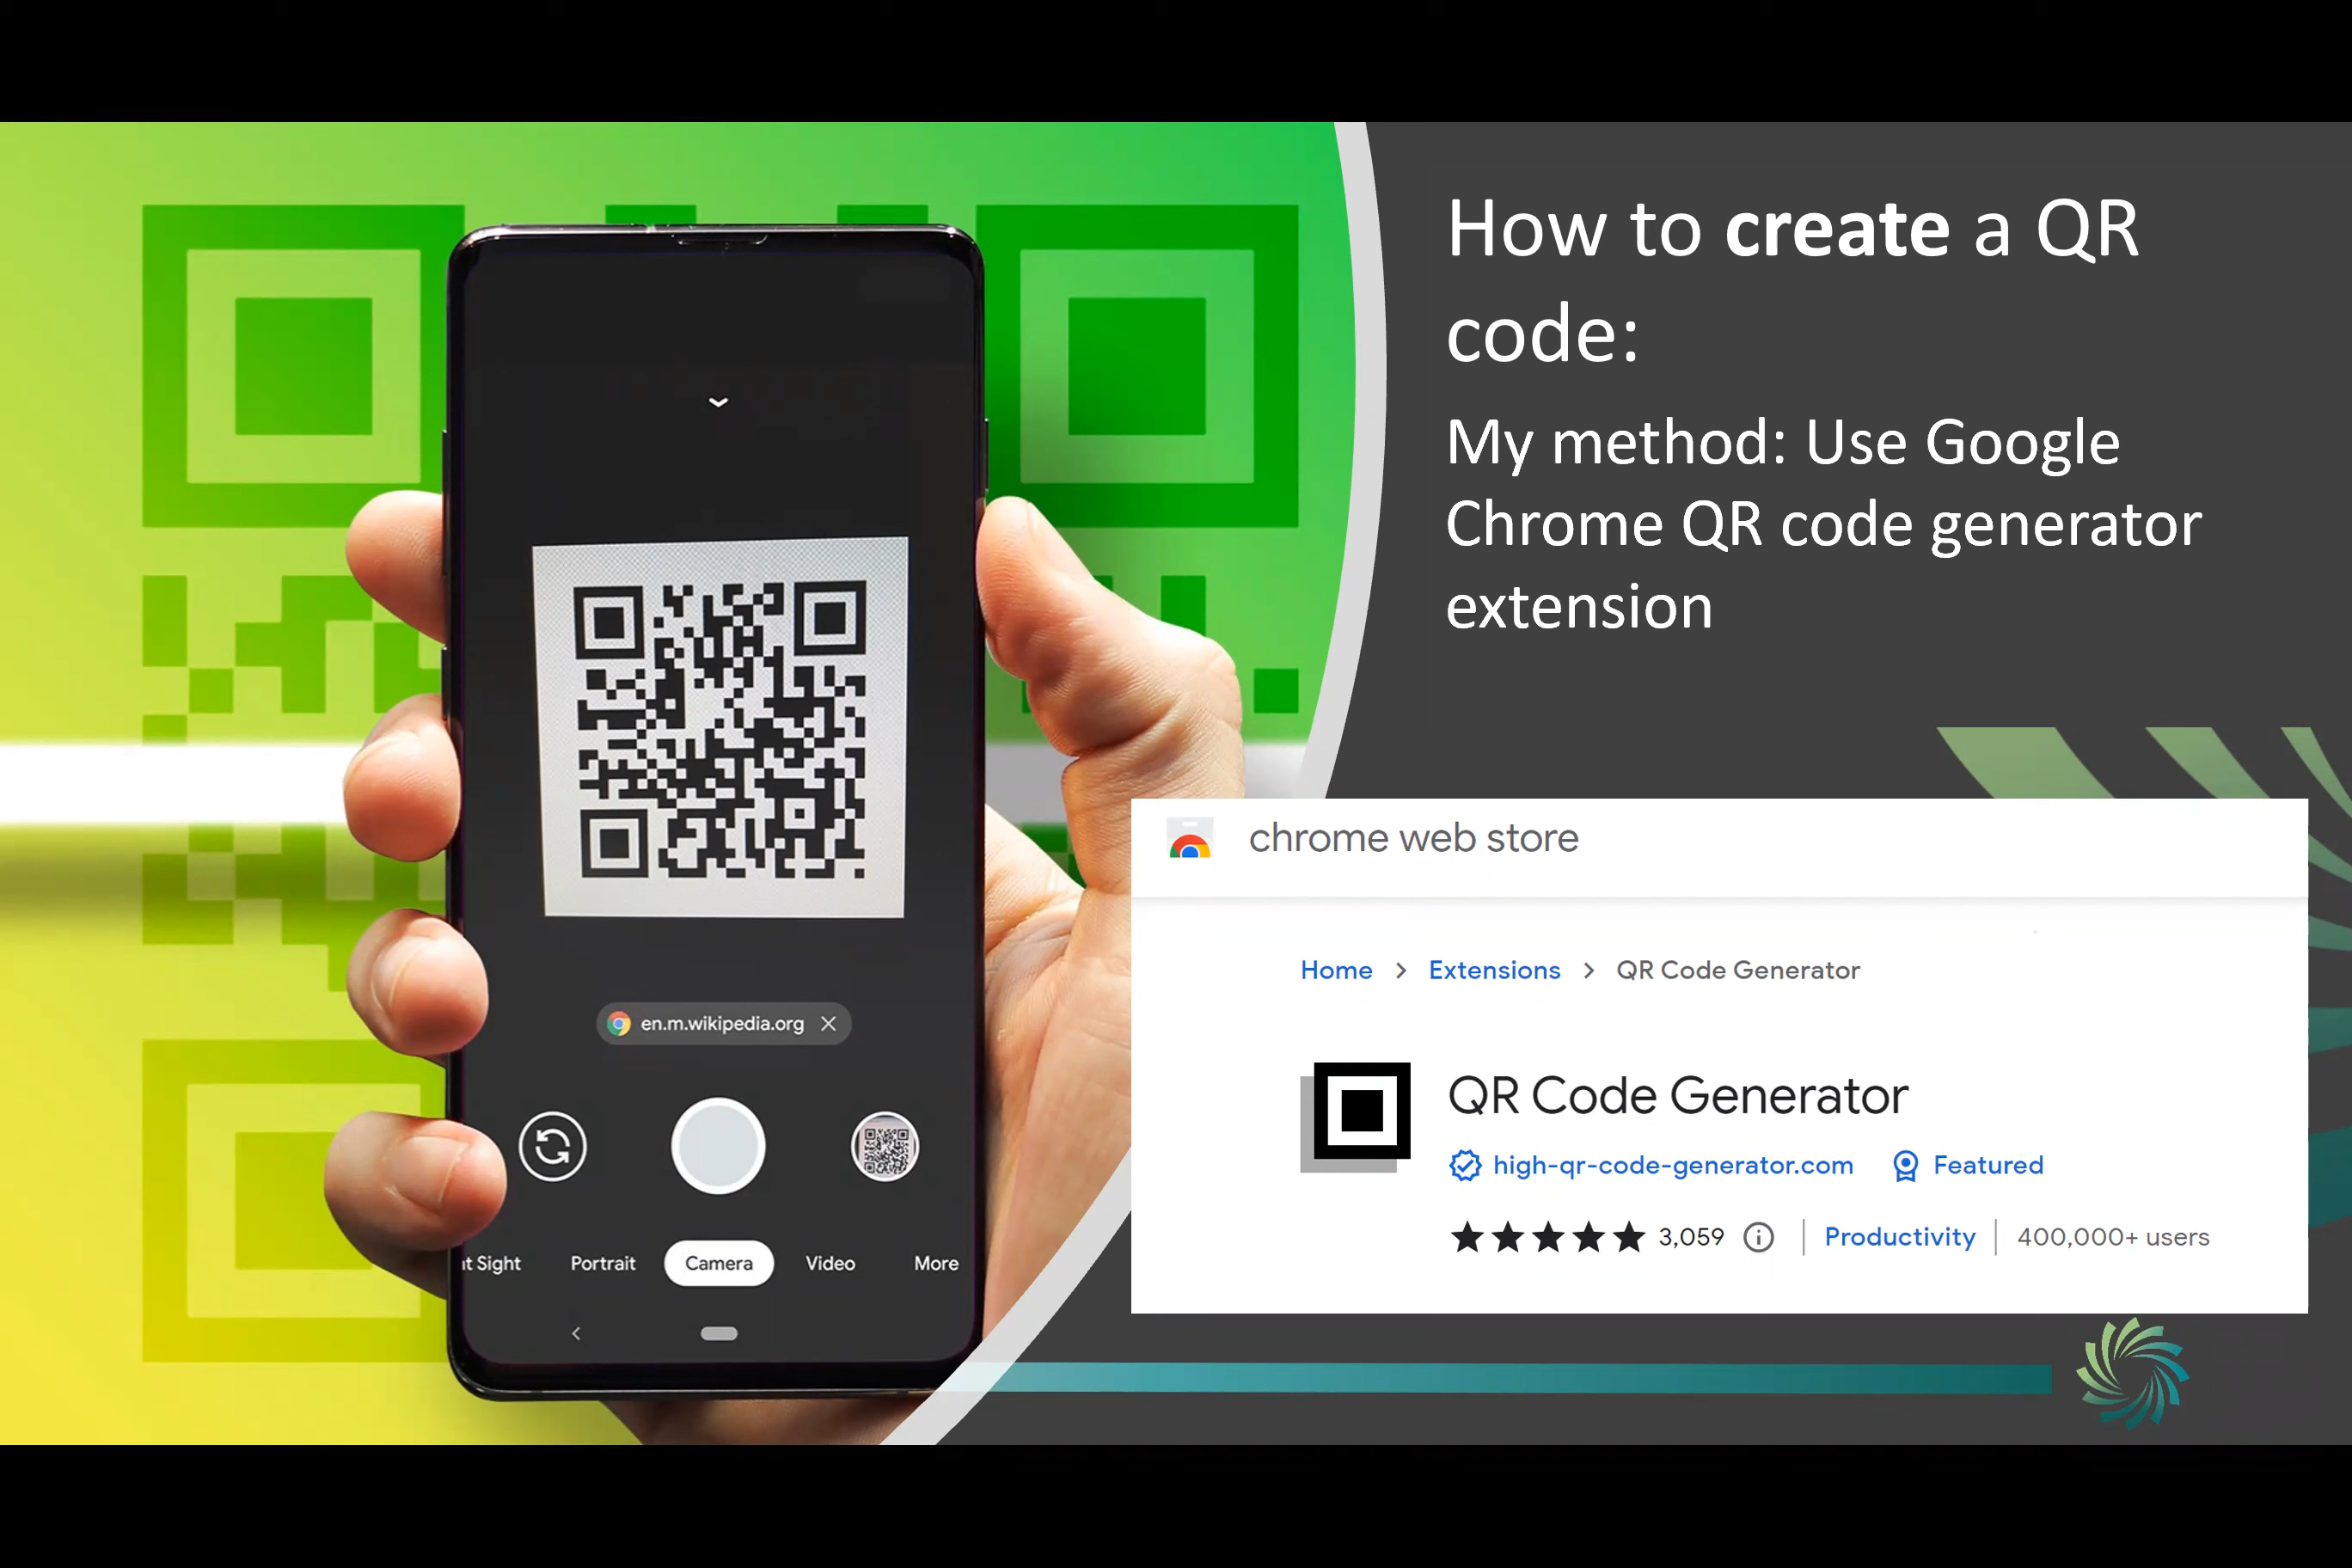 How to create a QR
code:
My method: Use Google
Chrome QR code generator
extension
chrome web store
Home > Extensions > QR Code Generator
QR Code Generator
high-qr-code-generator.com Featured
3,059 | Productivity | 400,000+ users
en.m.wikipedia.org
t Sight Portrait Camera Video More